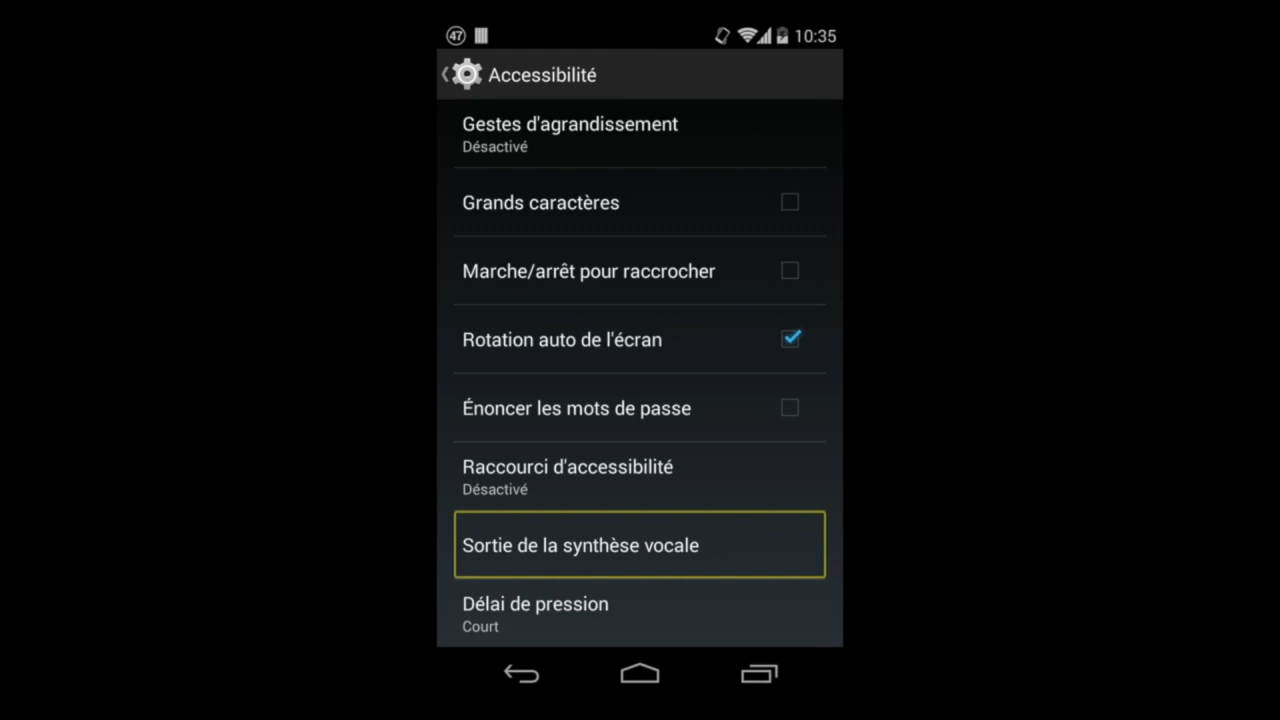 47
10:35
Accessibilité
Gestes d'agrandissement
Désactivé
Grands caractères
Marche/arrêt pour raccrocher
Rotation auto de l'écran
Énoncer les mots de passe
Raccourci d'accessibilité
Désactivé
Sortie de la synthèse vocale
Délai de pression
Court